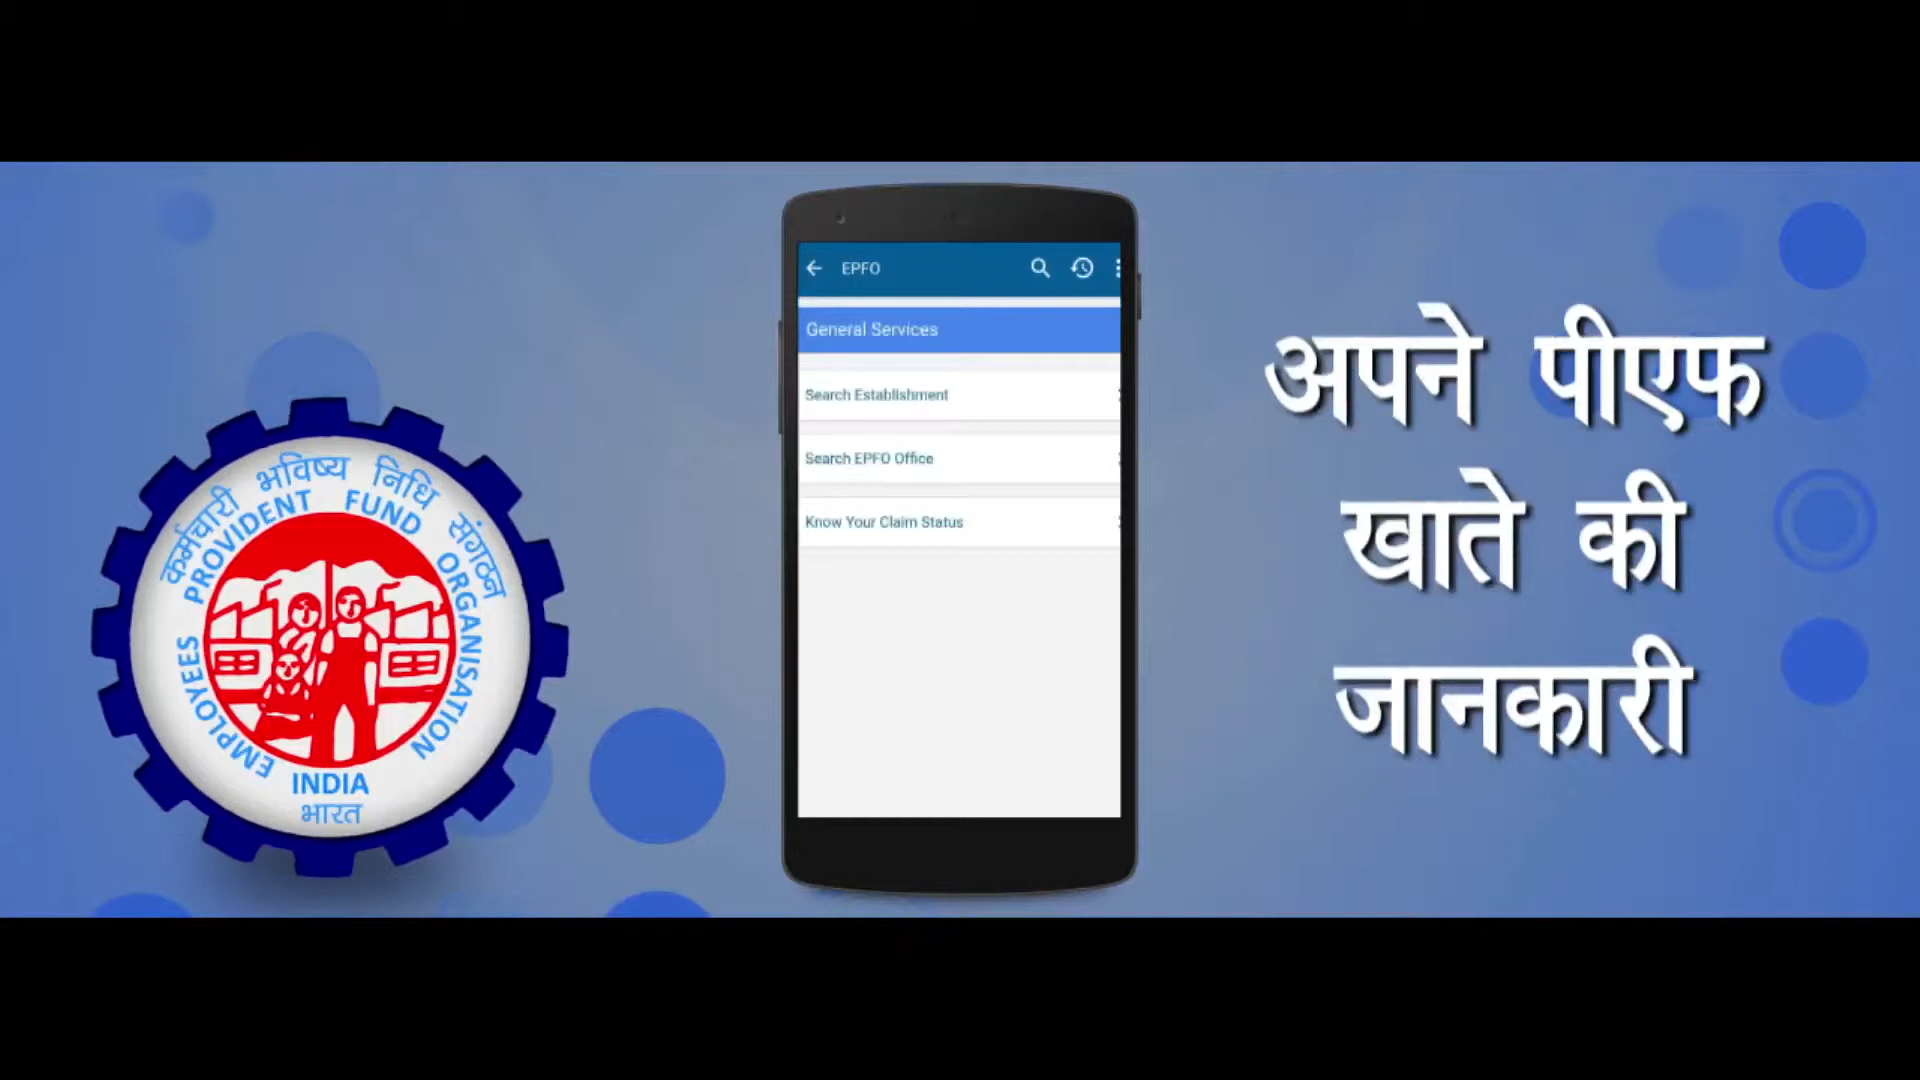 कर्मचारी भविष्य निधि संगठन
EMPLOYEES PROVIDENT FUND ORGANISATION
INDIA
भारत
EPFO
General Services
Search Establishment
Search EPFO Office
Know Your Claim Status
अपने पीएफ
खाते की
जानकारी